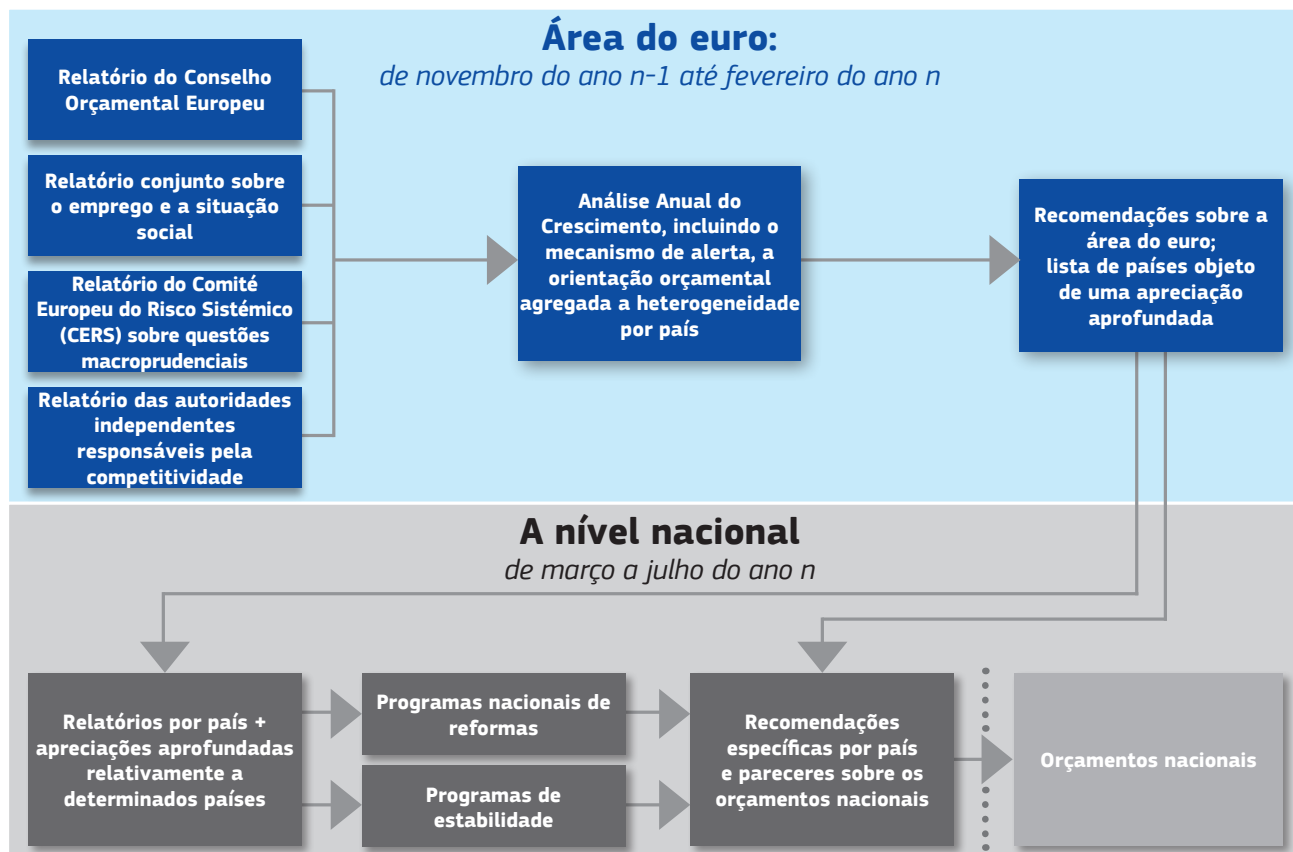 Área do euro:
de novembro do ano n-1 até fevereiro do ano n
Relatório do Conselho
Orçamental Europeu
Relatório conjunto sobre
o emprego e a situação
social
Relatório do Comité
Europeu do Risco Sistémico
(CERS) sobre questões
macroprudenciais
Relatório das autoridades
independentes
responsáveis pela
competitividade
Análise Anual do
Crescimento, incluindo o
mecanismo de alerta, a
orientação orçamental
agregada a heterogeneidade
por país
Recomendações sobre a
área do euro;
lista de países objeto
de uma apreciação
aprofundada
A nível nacional
de março a julho do ano n
Relatórios por país +
apreciações aprofundadas
relativamente a
determinados países
Programas nacionais de
reformas
Programas de
estabilidade
Recomendações
específicas por país
e pareceres sobre os
orçamentos nacionais
Orçamentos nacionais